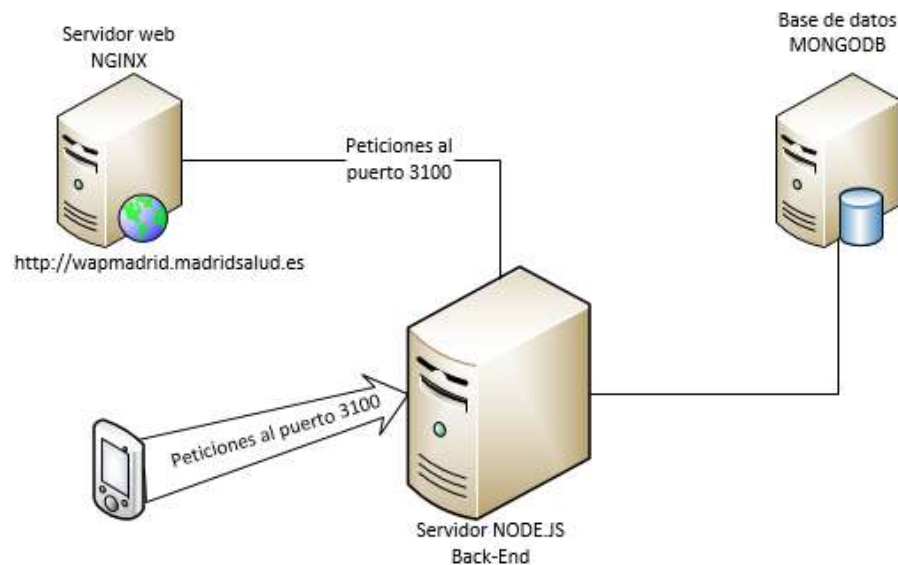 Servidor web
NGINX
Base de datos
MONGODB
Peticiones al
puerto 3100
http://wapmadrid.madridsalud.es
Peticiones al puerto 3100
Servidor NODE.JS
Back-End